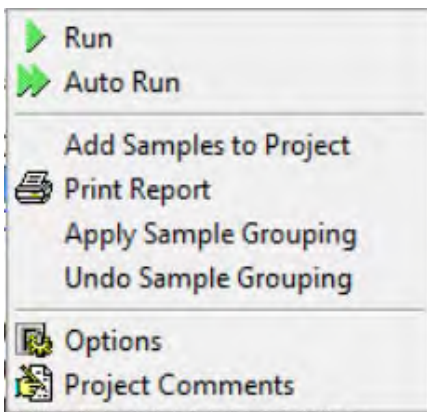 Run
Auto Run
Add Samples to Project
Print Report
Apply Sample Grouping
Undo Sample Grouping
Options
Project Comments